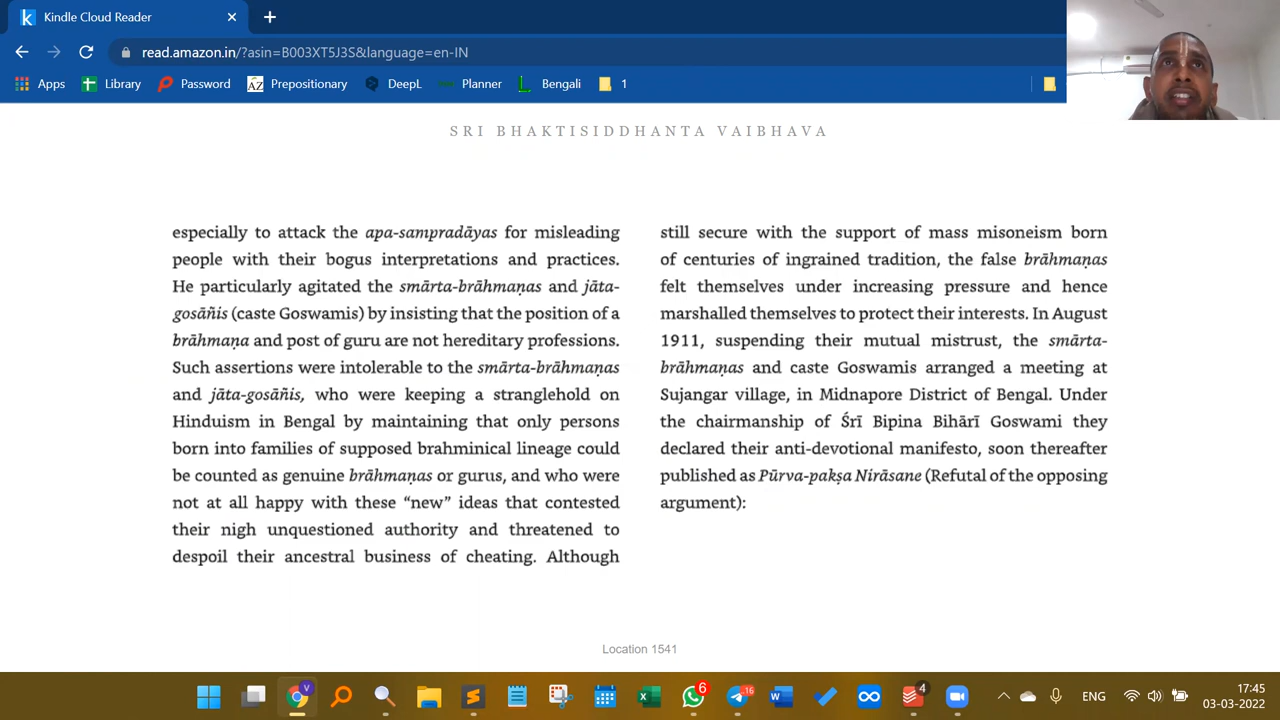 Kindle Cloud Reader
read.amazon.in/?asin=B003XT5J3S&language=en-IN
Apps Library Password AZ Prepositionary DeepL Planner Bengali 1
SRI BHAKTISIDDHANTA VAIBHAVA
especially to attack the apa-sampradāyas for misleading
people with their bogus interpretations and practices.
He particularly agitated the smārta-brāhmaṇas and jāta-
gosāñis (caste Goswamis) by insisting that the position of a
brāhmaṇa and post of guru are not hereditary professions.
Such assertions were intolerable to the smārta-brāhmaṇas
and jāta-gosāñis, who were keeping a stranglehold on
Hinduism in Bengal by maintaining that only persons
born into families of supposed brahminical lineage could
be counted as genuine brāhmaṇas or gurus, and who were
not at all happy with these “new” ideas that contested
their nigh unquestioned authority and threatened to
despoil their ancestral business of cheating. Although
still secure with the support of mass misoneism born
of centuries of ingrained tradition, the false brāhmaṇas
felt themselves under increasing pressure and hence
marshalled themselves to protect their interests. In August
1911, suspending their mutual mistrust, the smārta-
brāhmaṇas and caste Goswamis arranged a meeting at
Sujangar village, in Midnapore District of Bengal. Under
the chairmanship of Śrī Bipina Bihārī Goswami they
declared their anti-devotional manifesto, soon thereafter
published as Pūrva-pakṣa Nirāsane (Refutal of the opposing
argument):
Location 1541
V 6 .16 4 ENG 17:45
03-03-2022